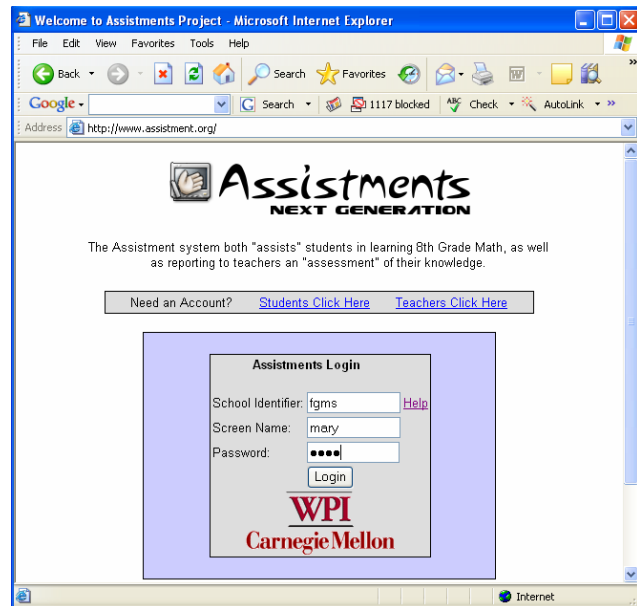 Welcome to Assistments Project - Microsoft Internet Explorer
File Edit View Favorites Tools Help
Back Search Favorites W »
Google G Search 1117 blocked ABC Check AutoLink »
Address http://www.assistment.org/
Assistments
NEXT GENERATION
The Assistment system both "assists" students in learning 8th Grade Math, as well
as reporting to teachers an "assessment" of their knowledge.
Need an Account? Students Click Here Teachers Click Here
Assistments Login
School Identifier: fgms Help
Screen Name: mary
Password: ●●●●
Login
WPI
Carnegie Mellon
Internet